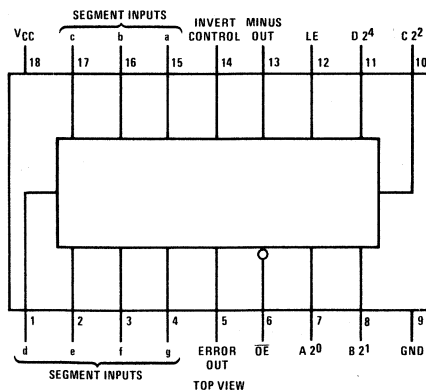 SEGMENT INPUTS INVERT MINUS
VCC c b a CONTROL OUT LE D 2⁴ C 2²
18 17 16 15 14 13 12 11 10
1 2 3 4 5 6 7 8 9
d e f g ERROR OE A 2⁰ B 2¹ GND
SEGMENT INPUTS OUT
TOP VIEW